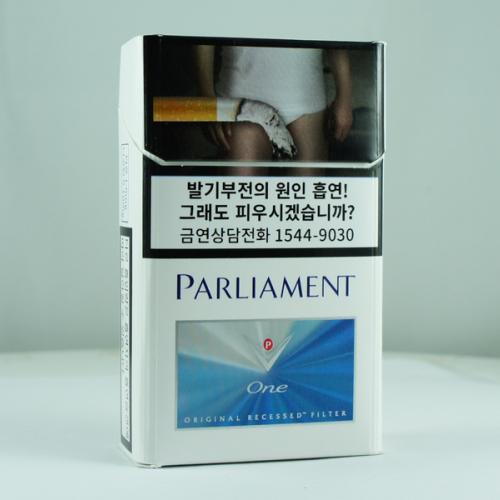 발기부전의 원인 흡연!
그래도 피우시겠습니까?
금연상담전화 1544-9030
PARLIAMENT
P
One
ORIGINAL RECESSED™ FILTER